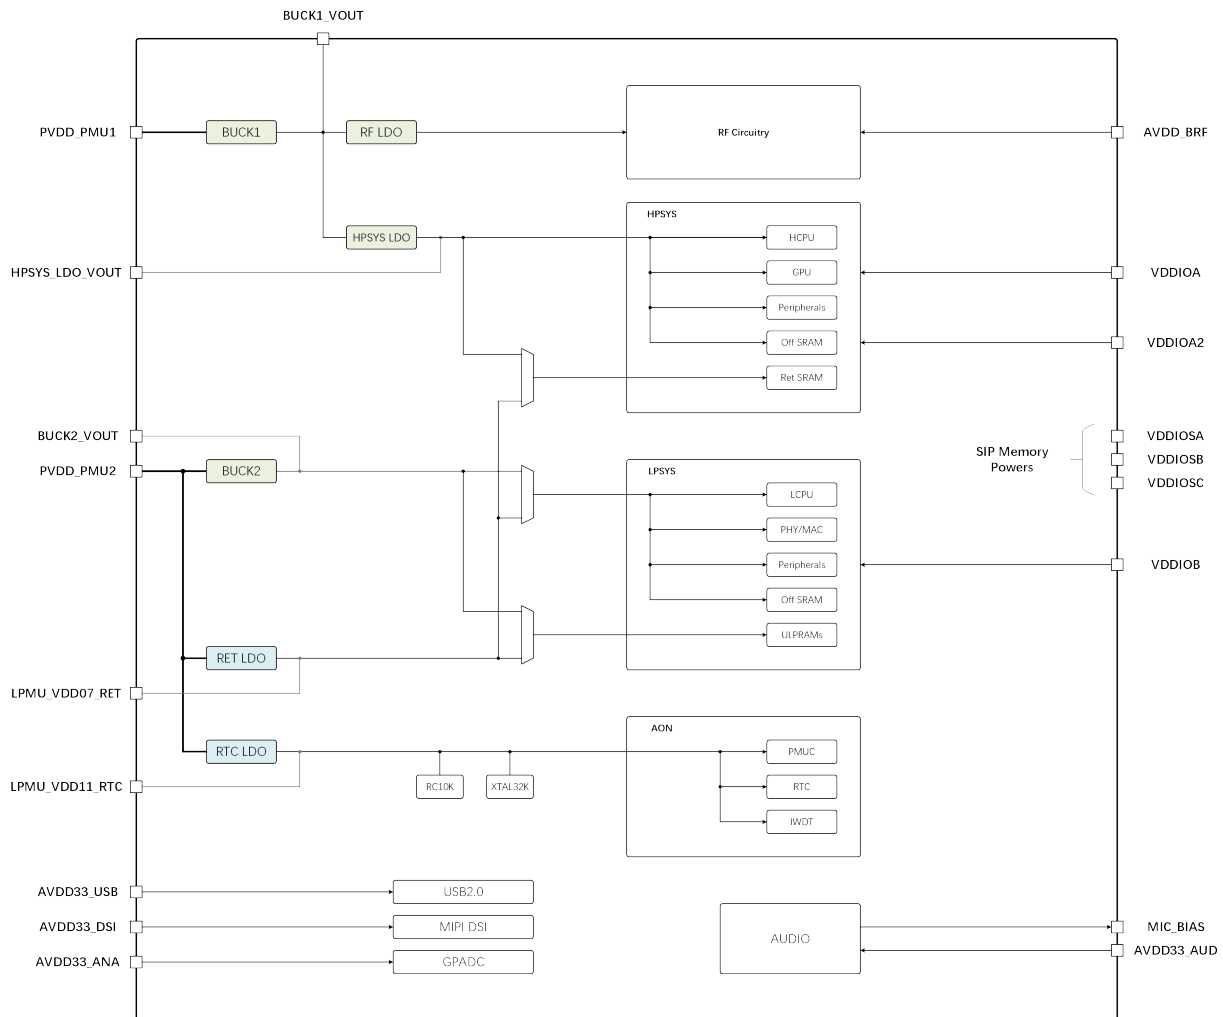 BUCK1_VOUT
PVDD_PMU1
BUCK1
RF LDO
RF Circuitry
AVDD_BRF
HPSYS
HPSYS LDO
HCPU
HPSYS_LDO_VOUT
GPU
VDDIOA
Peripherals
Off SRAM
VDDIOA2
Ret SRAM
BUCK2_VOUT
VDDIOSA
SIP Memory
Powers
VDDIOSB
PVDD_PMU2
BUCK2
LPSYS
VDDIOSC
LCPU
PHY/MAC
Peripherals
VDDIOB
Off SRAM
ULPRAMs
RET LDO
LPMU_VDD07_RET
AON
RTC LDO
PMUC
LPMU_VDD11_RTC
RC10K
XTAL32K
RTC
IWDT
AVDD33_USB
USB2.0
AVDD33_DSI
MIPI DSI
AUDIO
MIC_BIAS
AVDD33_AUD
AVDD33_ANA
GPADC